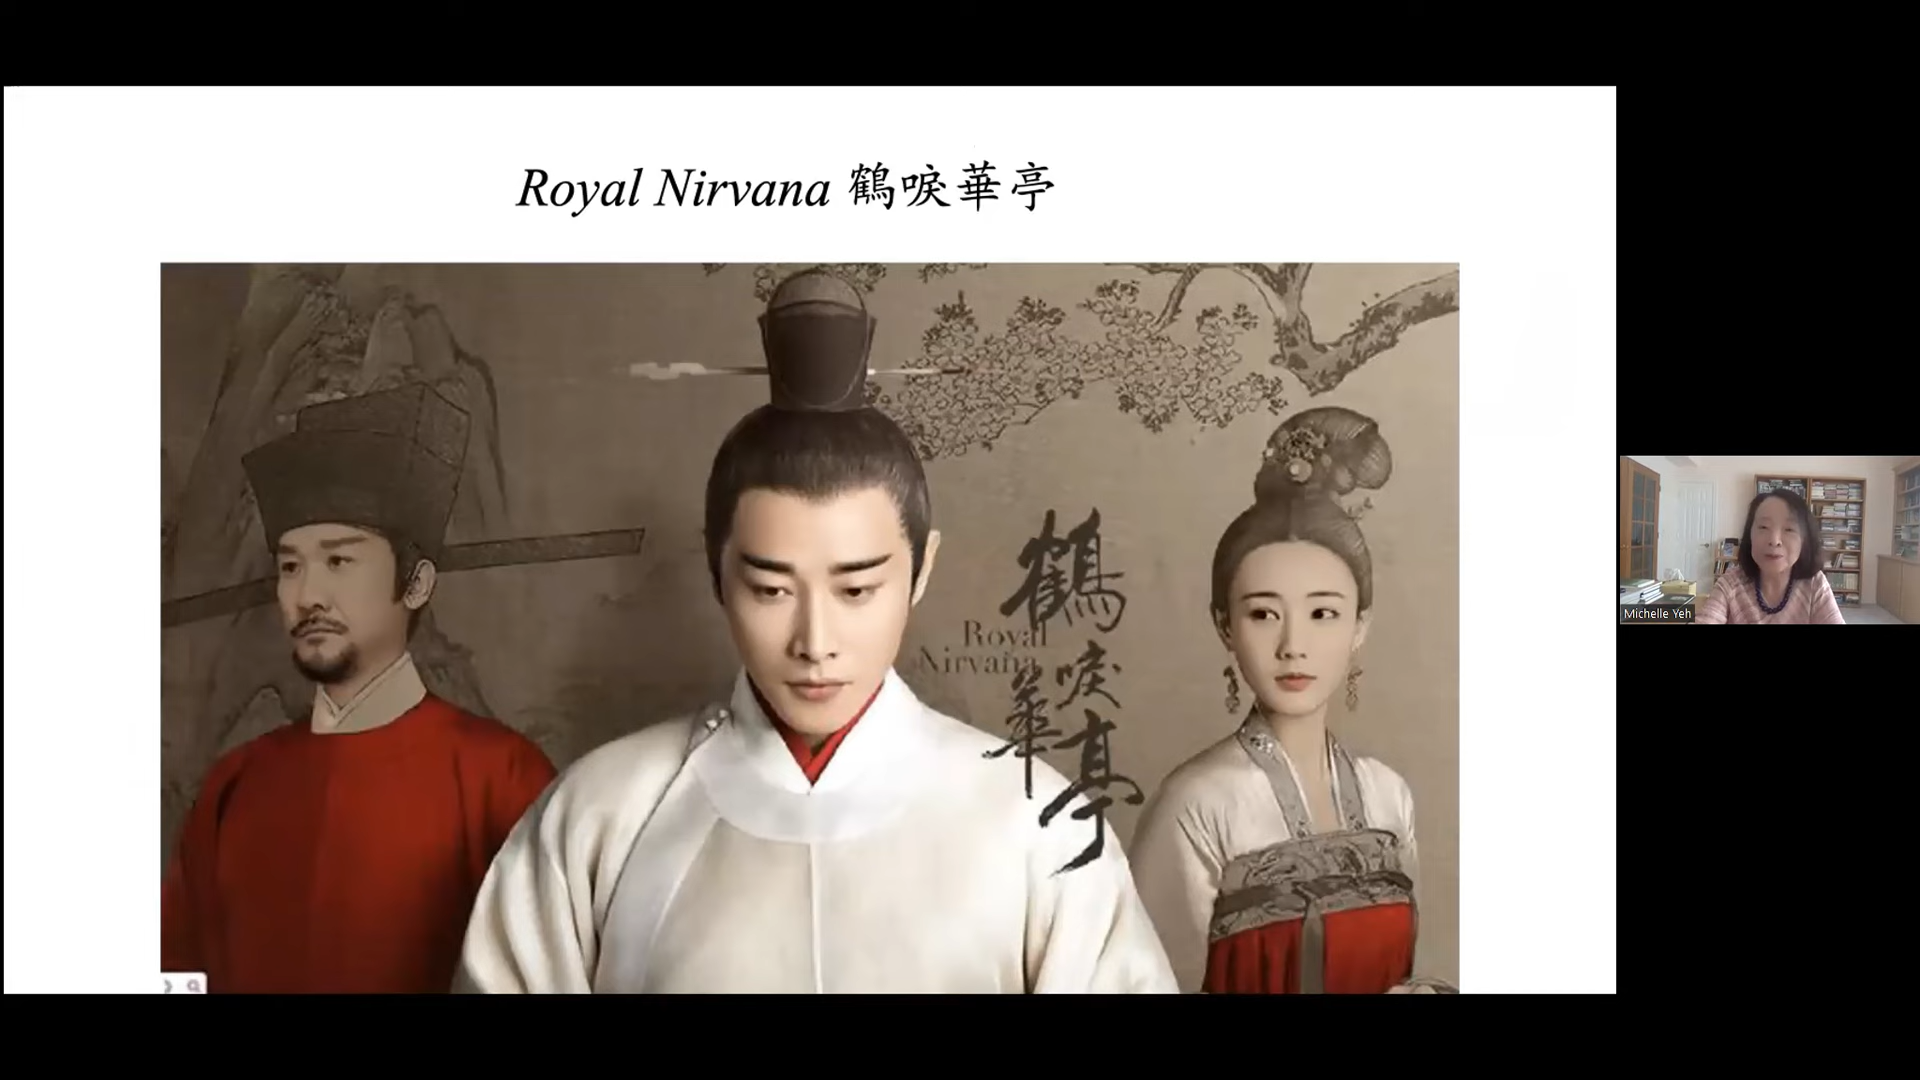 Royal Nirvana 鶴唳華亭
鶴唳華亭
Royal
Nirvana
Michelle Yeh